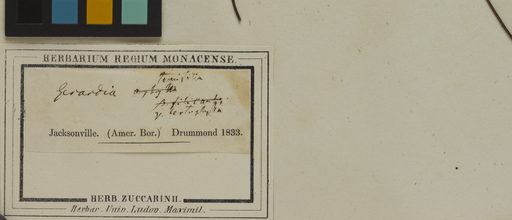 HERBARIUM REGIUM MONACENSE.
Gerardia
Jacksonville. (Amer. Bor.) Drummond 1833.
HERB. ZUCCARINII.
Herbar. Univ. Ludov. Maximil.